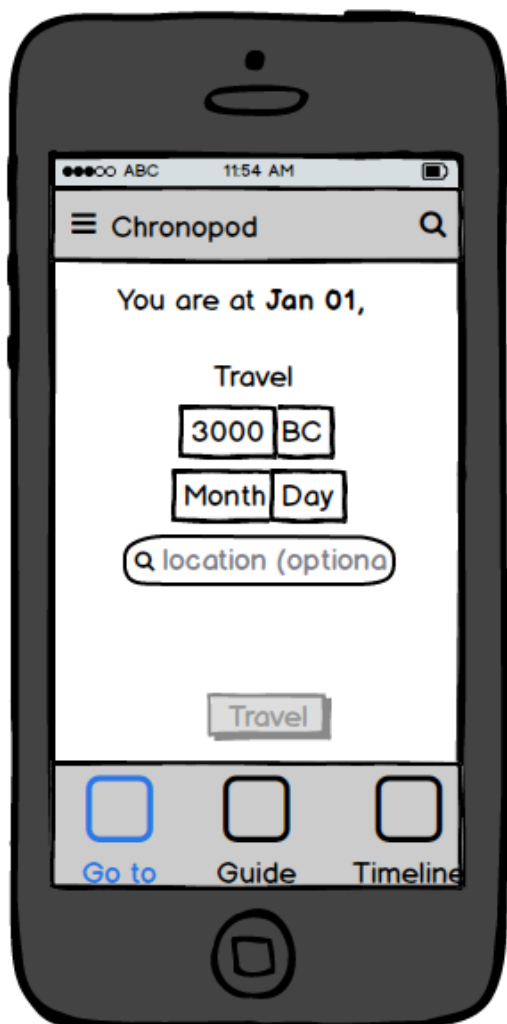 ABC 11:54 AM
Chronopod
You are at Jan 01,
Travel
3000 BC
Month Day
location (optiona
Travel
Go to Guide Timeline